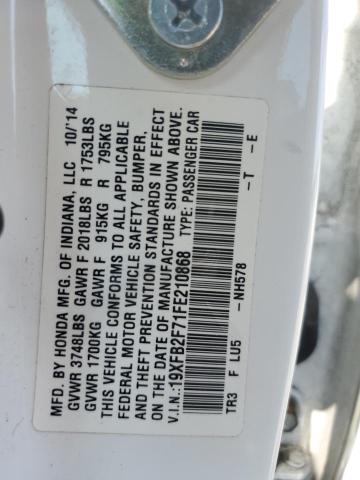 MFD. BY HONDA MFG. OF INDIANA, LLC 10/'14
GVWR 3748LBS GAWR F 2018LBS R 1753LBS
GVWR 1700KG GAWR F 915KG R 795KG
THIS VEHICLE CONFORMS TO ALL APPLICABLE
FEDERAL MOTOR VEHICLE SAFETY, BUMPER,
AND THEFT PREVENTION STANDARDS IN EFFECT
ON THE DATE OF MANUFACTURE SHOWN ABOVE.
V.I.N.:19XFB2F71FE210868 TYPE: PASSENGER CAR
TR3 F LU5 -NH578 -T -E